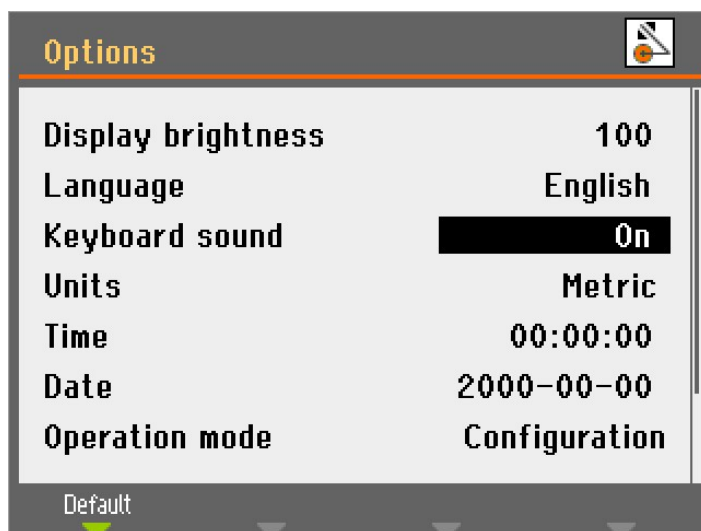 Options
Display brightness 100
Language English
Keyboard sound On
Units Metric
Time 00:00:00
Date 2000-00-00
Operation mode Configuration
Default